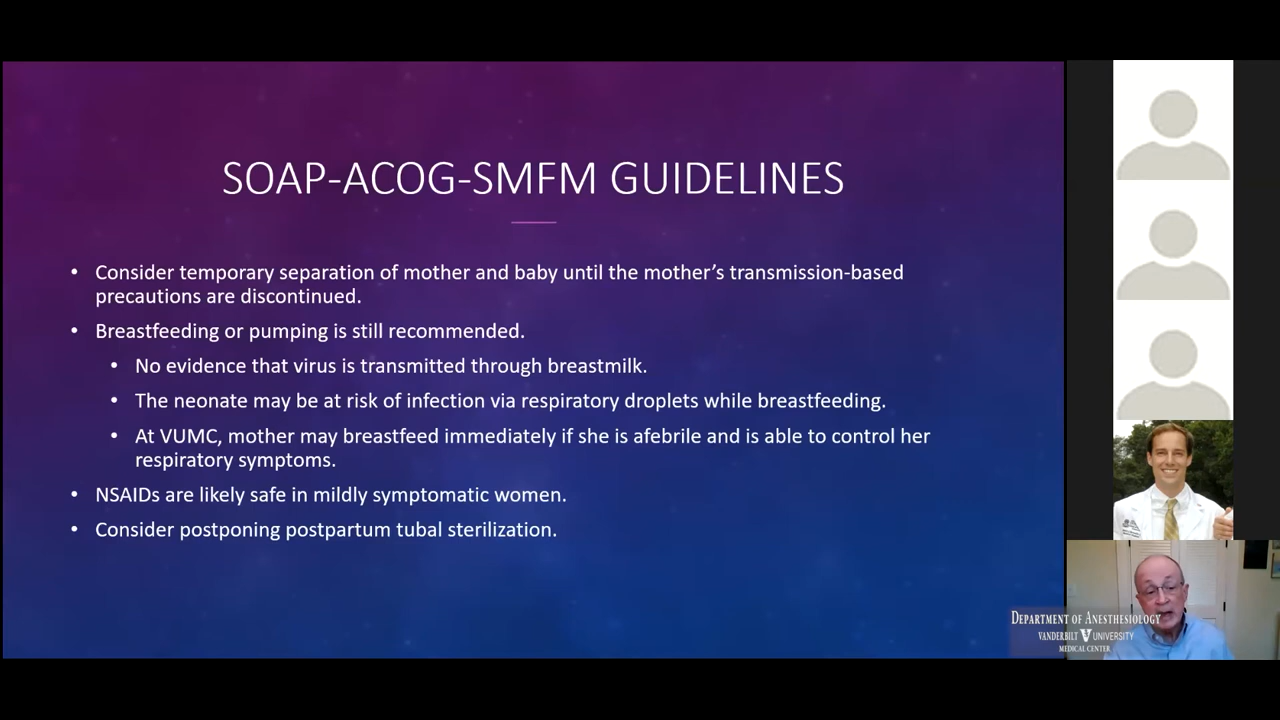 SOAP-ACOG-SMFM GUIDELINES
• Consider temporary separation of mother and baby until the mother’s transmission-based
precautions are discontinued.
• Breastfeeding or pumping is still recommended.
• No evidence that virus is transmitted through breastmilk.
• The neonate may be at risk of infection via respiratory droplets while breastfeeding.
• At VUMC, mother may breastfeed immediately if she is afebrile and is able to control her
respiratory symptoms.
• NSAIDs are likely safe in mildly symptomatic women.
• Consider postponing postpartum tubal sterilization.
DEPARTMENT OF ANESTHESIOLOGY
VANDERBILT UNIVERSITY
MEDICAL CENTER